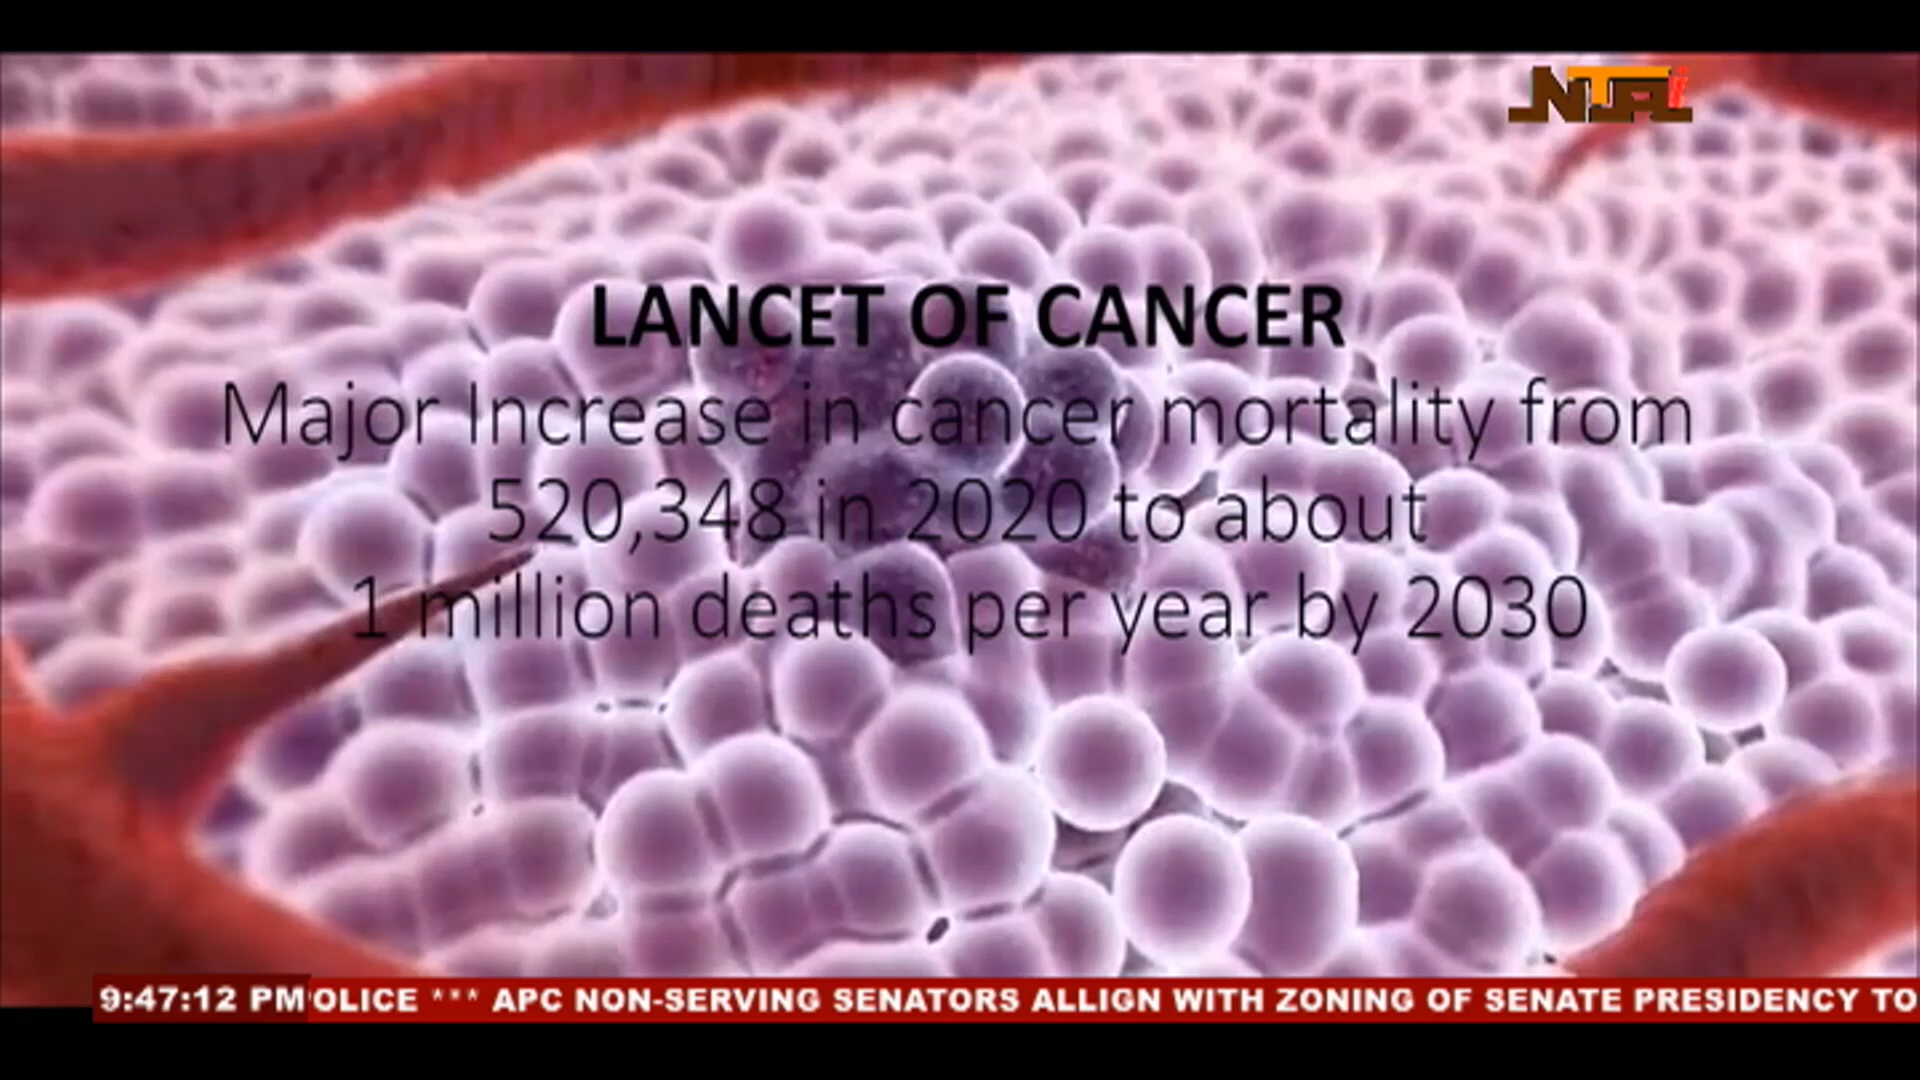 NTAi
LANCET OF CANCER
Major Increase in cancer mortality from
520,348 in 2020 to about
1 million deaths per year by 2030
9:47:12 PM OLICE *** APC NON-SERVING SENATORS ALLIGN WITH ZONING OF SENATE PRESIDENCY TO